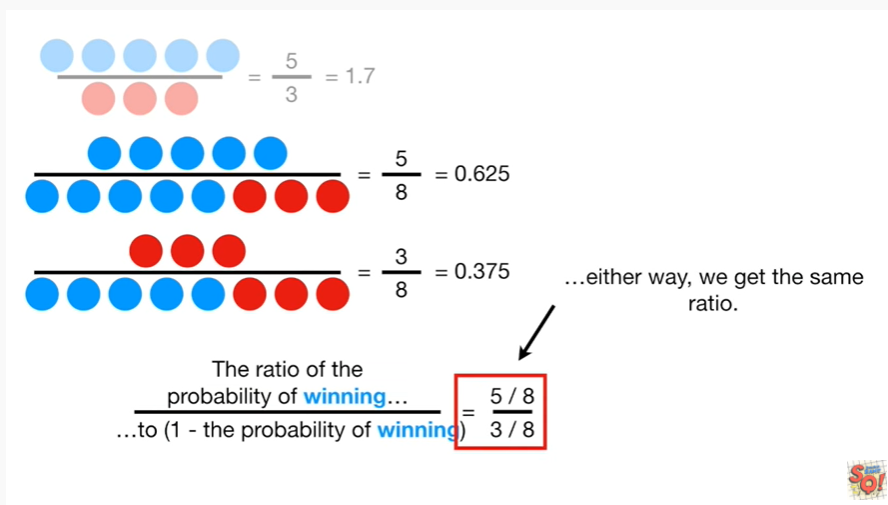 = 5 / 3 = 1.7
= 5 / 8 = 0.625
= 3 / 8 = 0.375
…either way, we get the same
ratio.
The ratio of the
probability of winning…
…to (1 - the probability of winning)
= 5 / 8
3 / 8
SQ!